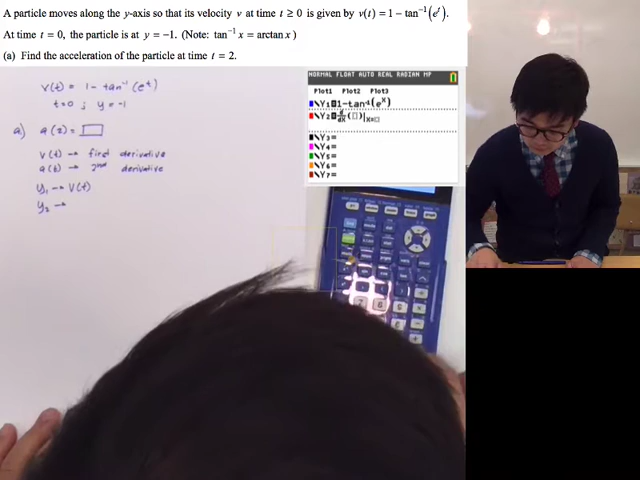 A particle moves along the y-axis so that its velocity v at time t ≥ 0 is given by v(t) = 1 − tan⁻¹(eᵗ).
At time t = 0, the particle is at y = −1. (Note: tan⁻¹ x = arctan x)
(a) Find the acceleration of the particle at time t = 2.
v(t) = 1 - tan⁻¹ (eᵗ)
t=0 ; y = -1
a) a(2) =
v(t) → first derivative
a(t) → 2nd derivative
y₁ → v(t)
y₂ →
NORMAL FLOAT AUTO REAL RADIAN MP
Plot1 Plot2 Plot3
\Y₁=1-tan⁻¹(eˣ)
\Y₂=d/dX(□)|X=□
\Y₃=
\Y₄=
\Y₅=
\Y₆=
\Y₇=